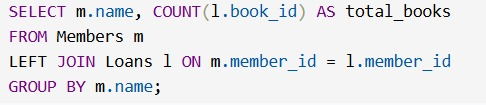 SELECT m.name, COUNT(l.book_id) AS total_books
FROM Members m
LEFT JOIN Loans l ON m.member_id = l.member_id
GROUP BY m.name;